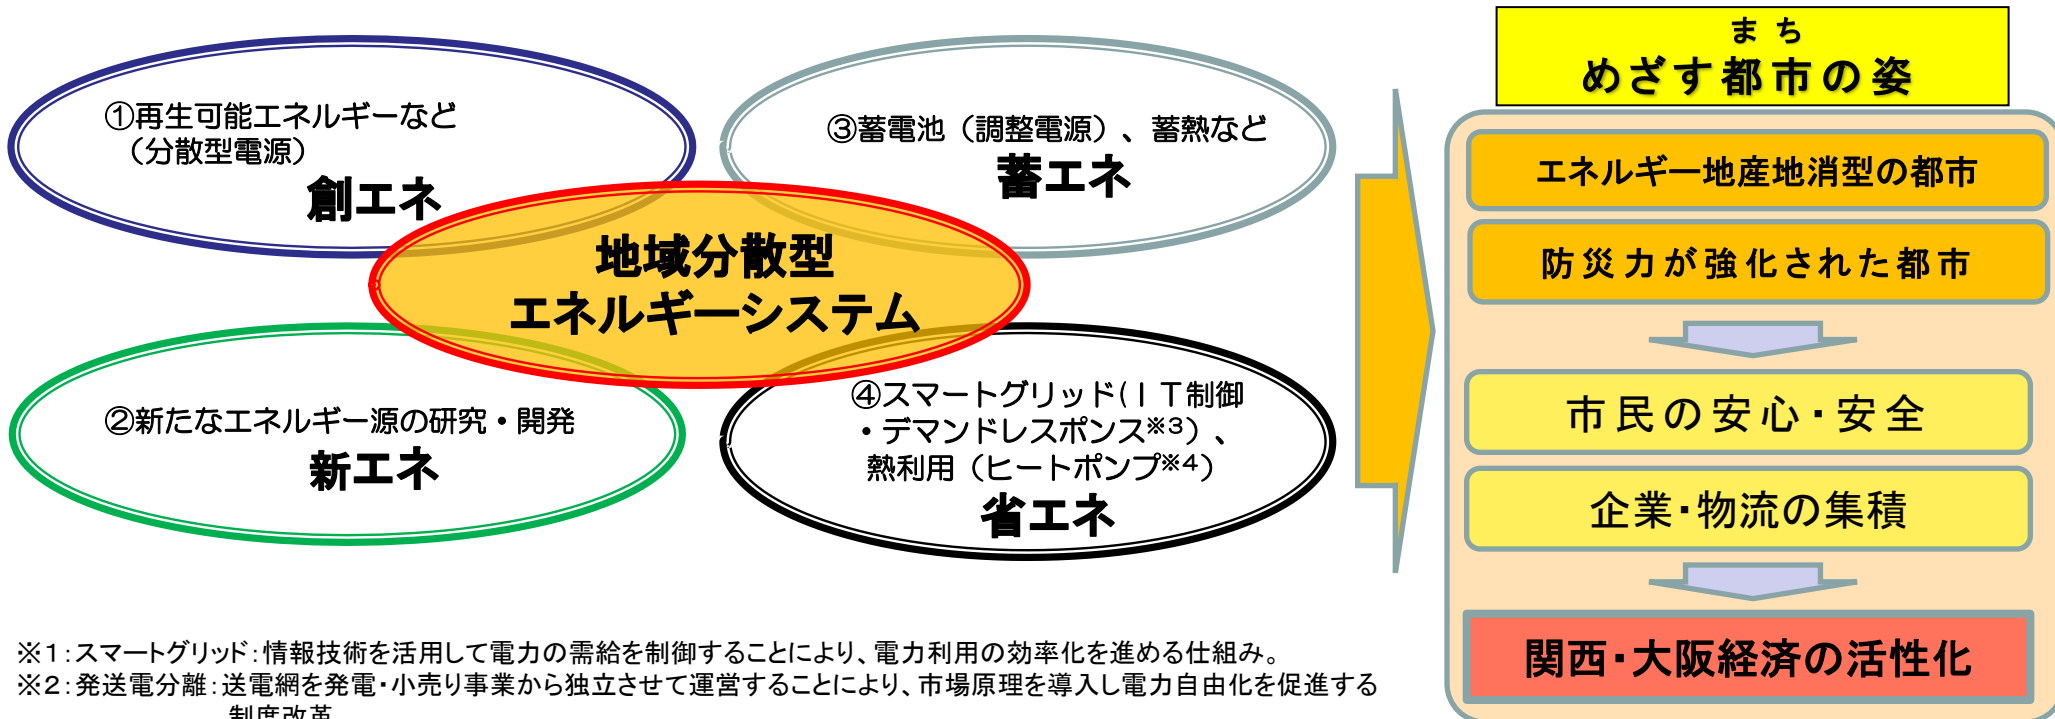 ①再生可能エネルギーなど
（分散型電源）
創エネ
③蓄電池（調整電源）、蓄熱など
蓄エネ
地域分散型
エネルギーシステム
②新たなエネルギー源の研究・開発
新エネ
④スマートグリッド(ＩＴ制御
・デマンドレスポンス※3）、
熱利用（ヒートポンプ※4）
省エネ
まち
めざす都市の姿
エネルギー地産地消型の都市
防災力が強化された都市
市民の安心・安全
企業・物流の集積
関西・大阪経済の活性化
※１：スマートグリッド：情報技術を活用して電力の需給を制御することにより、電力利用の効率化を進める仕組み。
※２：発送電分離：送電網を発電・小売り事業から独立させて運営することにより、市場原理を導入し電力自由化を促進する
制度改革